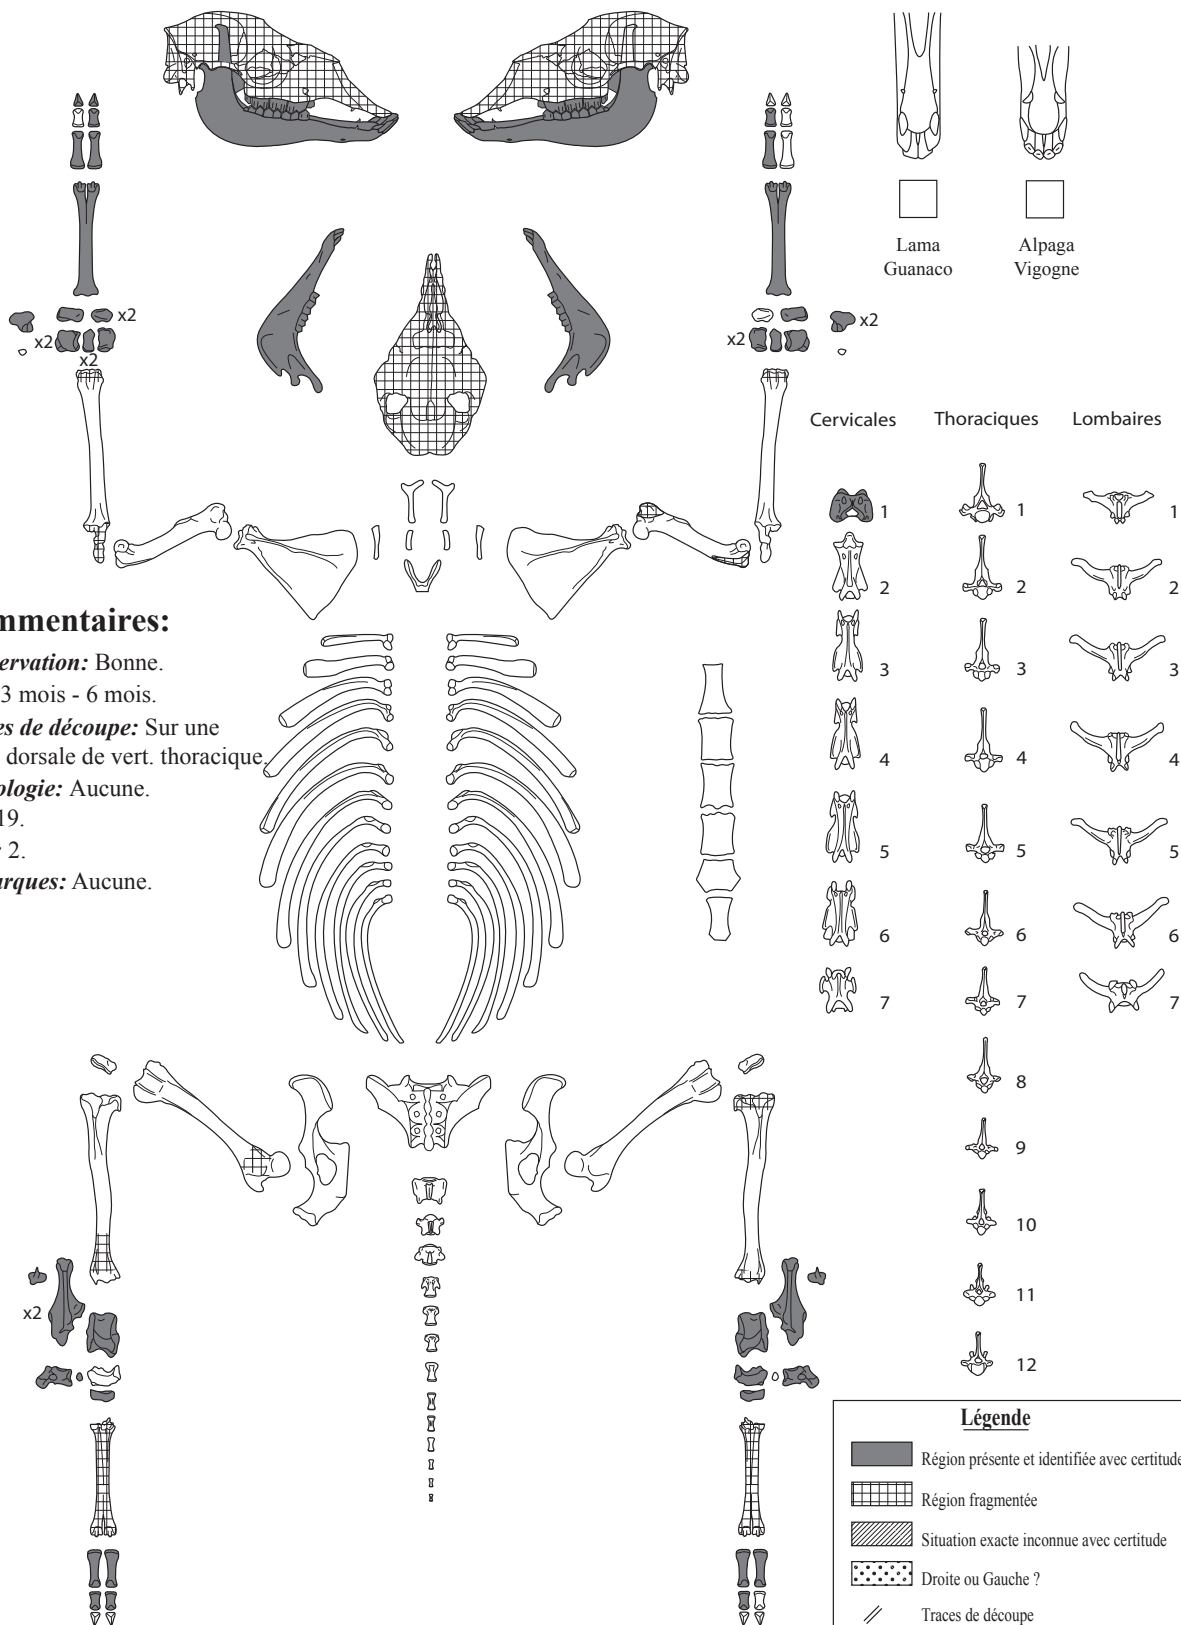 Lama
Guanaco
Alpaga
Vigogne
x2
x2
x2
x2
x2
Cervicales
Thoraciques
Lombaires
1
2
3
4
5
6
7
1
2
3
4
5
6
7
8
9
10
11
12
1
2
3
4
5
6
7
mmentaires:
ervation: Bonne.
3 mois - 6 mois.
es de découpe: Sur une
dorsale de vert. thoracique.
ologie: Aucune.
19.
: 2.
arques: Aucune.
x2
Légende
Région présente et identifiée avec certitude
Région fragmentée
Situation exacte inconnue avec certitude
Droite ou Gauche ?
Traces de découpe